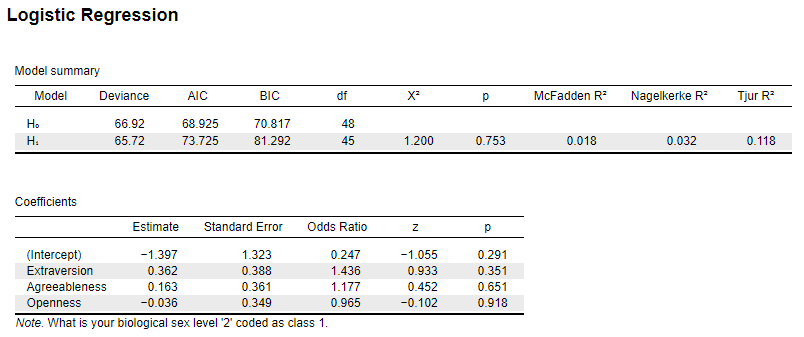 Logistic Regression
Model summary
Model Deviance AIC BIC df X² p McFadden R² Nagelkerke R² Tjur R²
H₀ 66.92 68.925 70.817 48
H₁ 65.72 73.725 81.292 45 1.200 0.753 0.018 0.032 0.118
Coefficients
Estimate Standard Error Odds Ratio z p
(Intercept) −1.397 1.323 0.247 −1.055 0.291
Extraversion 0.362 0.388 1.436 0.933 0.351
Agreeableness 0.163 0.361 1.177 0.452 0.651
Openness −0.036 0.349 0.965 −0.102 0.918
Note. What is your biological sex level '2' coded as class 1.